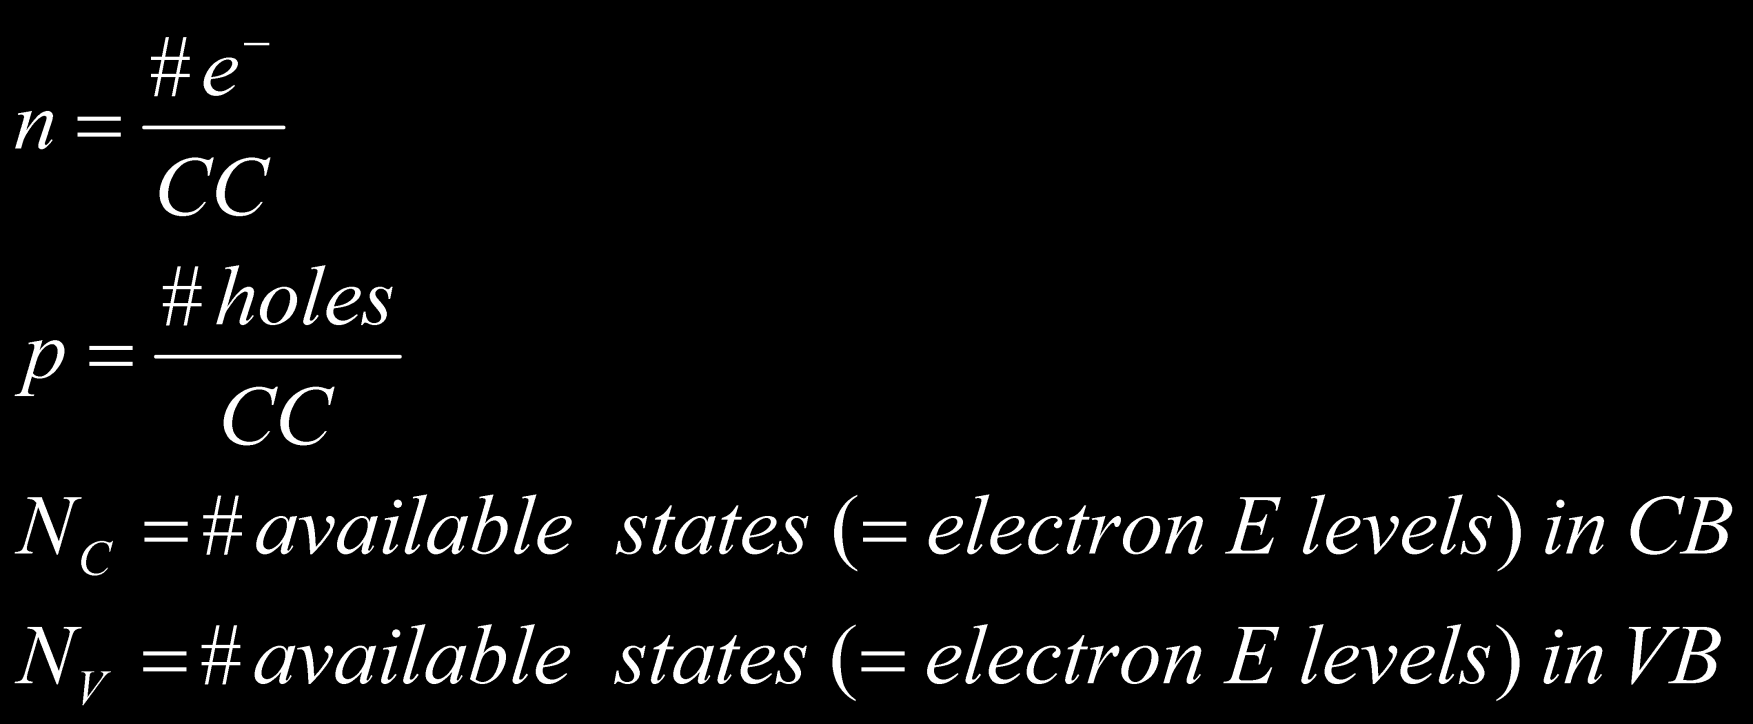 n = # e⁻ / CC
p = # holes / CC
N_C = # available states (= electron E levels) in CB
N_V = # available states (= electron E levels) in VB